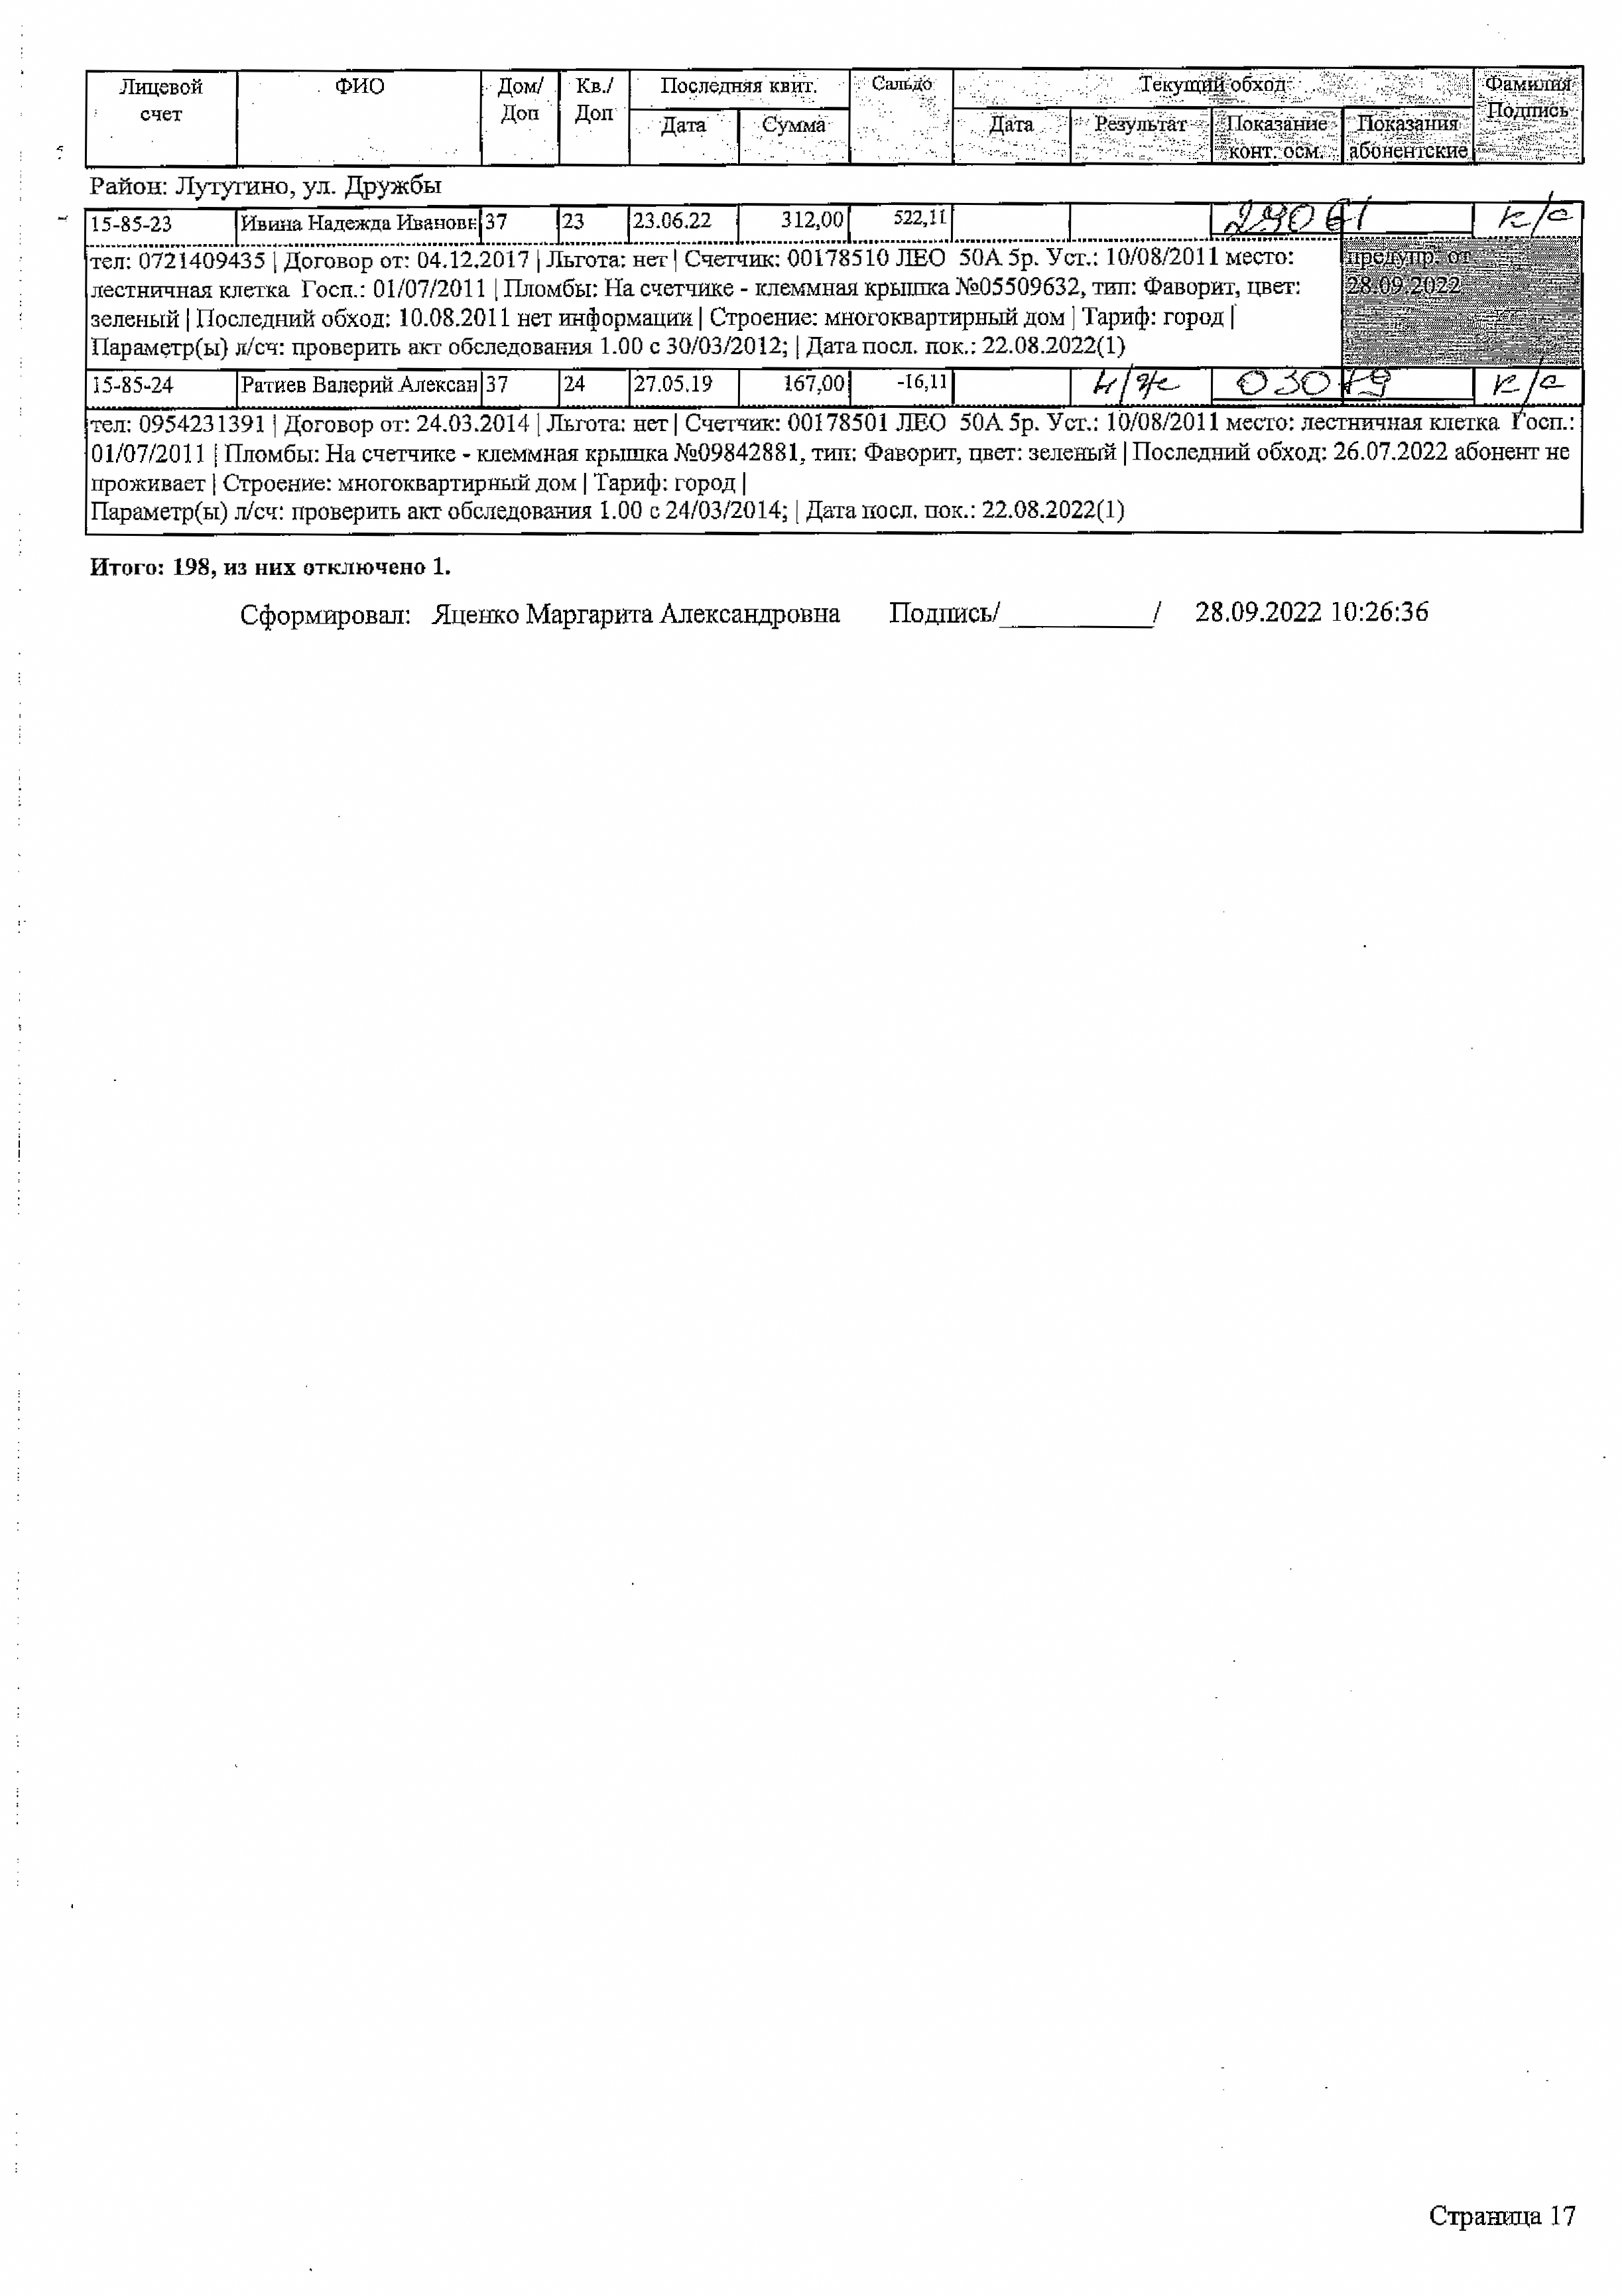 Лицевой счет | ФИО | Дом/ Доп | Кв./ Доп | Последняя квит. | Сальдо | Текущий обход | Фамилия Подпись
Дата | Сумма | Дата | Результат | Показание конт. осм. | Показания абонентские
Район: Лутугино, ул. Дружбы
15-85-23 | Ивина Надежда Ивановн | 37 | 23 | 23.06.22 | 312,00 | 522,11 | 29061 | к/с
тел: 0721409435 | Договор от: 04.12.2017 | Льгота: нет | Счетчик: 00178510 ЛЕО 50А 5р. Уст.: 10/08/2011 место:
лестничная клетка Госп.: 01/07/2011 | Пломбы: На счетчике - клеммная крышка №05509632, тип: Фаворит, цвет:
зеленый | Последний обход: 10.08.2011 нет информации | Строение: многоквартирный дом | Тариф: город |
Параметр(ы) л/сч: проверить акт обследования 1.00 с 30/03/2012; | Дата посл. пок.: 22.08.2022(1)
предупр. от
28.09.2022
15-85-24 | Ратиев Валерий Алексан | 37 | 24 | 27.05.19 | 167,00 | -16,11 | н/ж | 03079 | к/с
тел: 0954231391 | Договор от: 24.03.2014 | Льгота: нет | Счетчик: 00178501 ЛЕО 50А 5р. Уст.: 10/08/2011 место: лестничная клетка Госп.:
01/07/2011 | Пломбы: На счетчике - клеммная крышка №09842881, тип: Фаворит, цвет: зеленый | Последний обход: 26.07.2022 абонент не
проживает | Строение: многоквартирный дом | Тариф: город |
Параметр(ы) л/сч: проверить акт обследования 1.00 с 24/03/2014; | Дата посл. пок.: 22.08.2022(1)
Итого: 198, из них отключено 1.
Сформировал: Яценко Маргарита Александровна Подпись/___________/ 28.09.2022 10:26:36
Страница 17